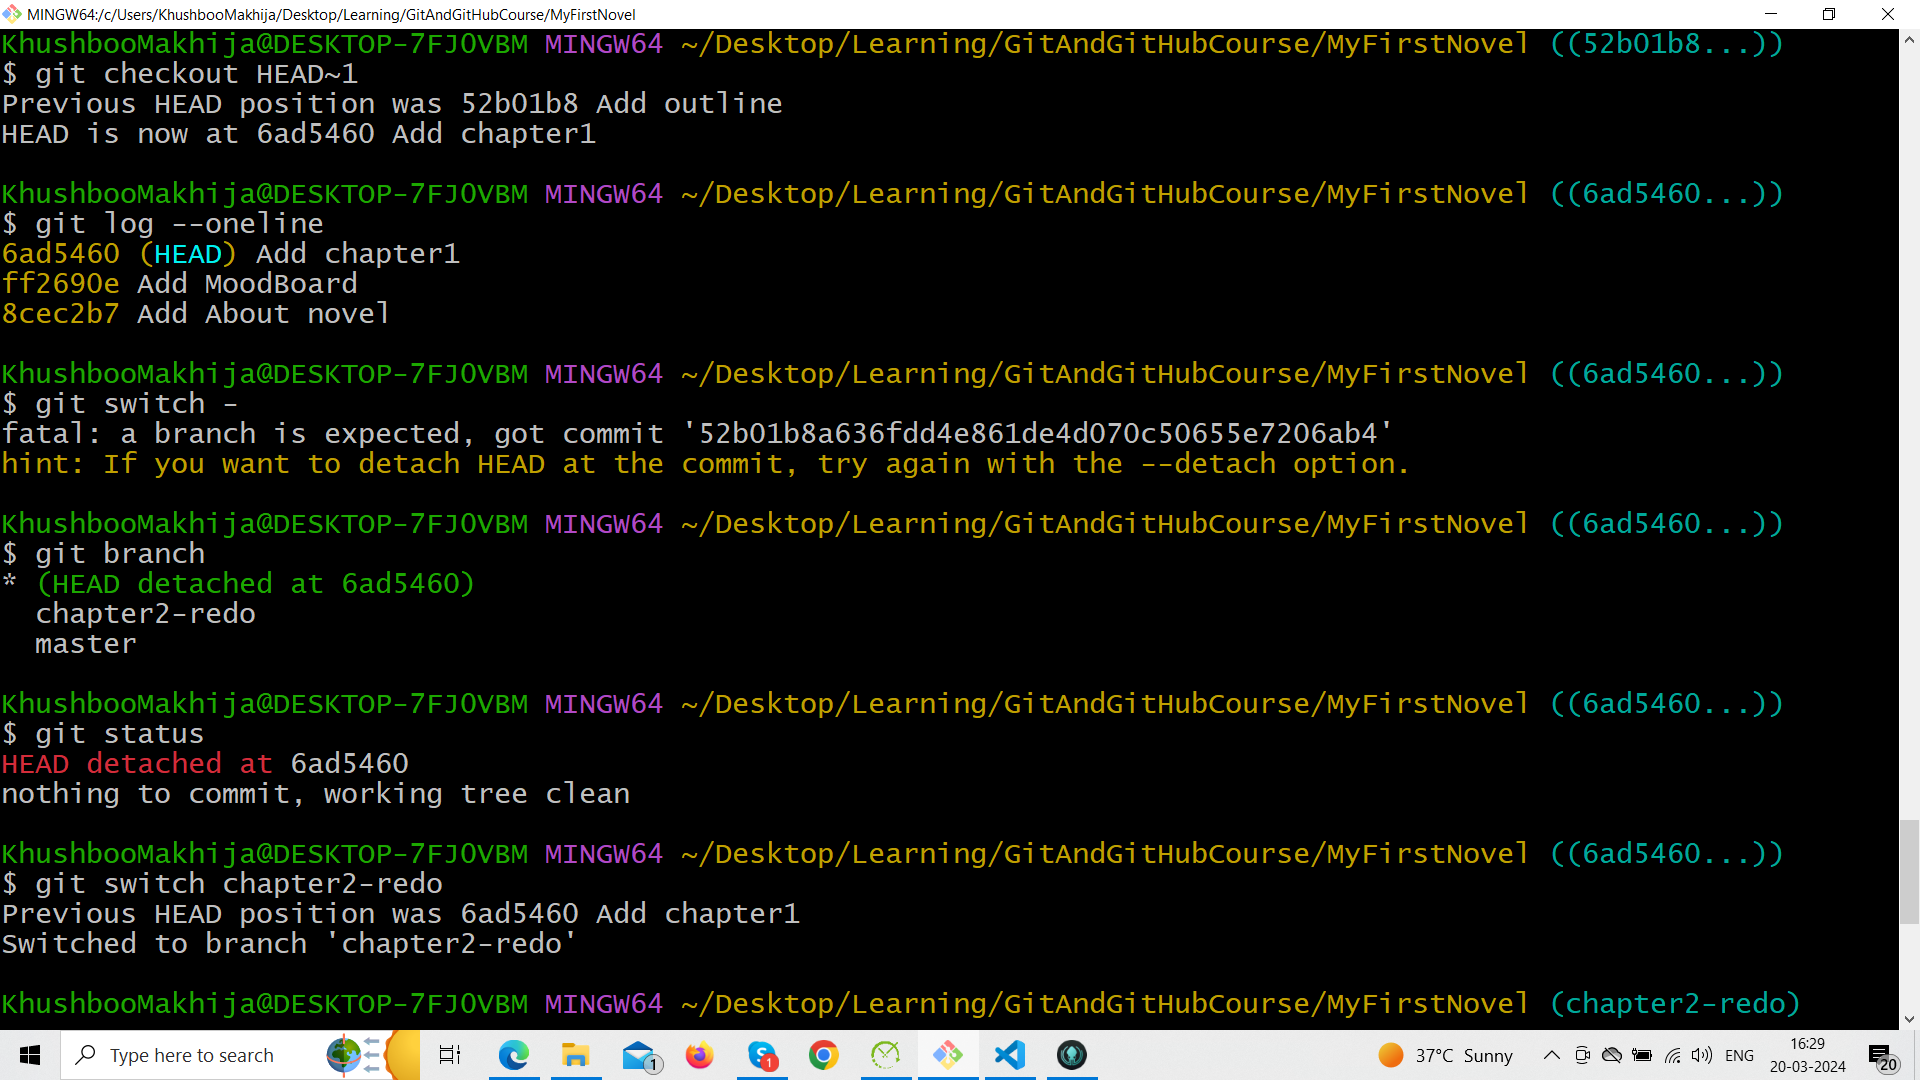 MINGW64:/c/Users/KhushbooMakhija/Desktop/Learning/GitAndGitHubCourse/MyFirstNovel
KhushbooMakhija@DESKTOP-7FJ0VBM MINGW64 ~/Desktop/Learning/GitAndGitHubCourse/MyFirstNovel ((52b01b8...))
$ git checkout HEAD~1
Previous HEAD position was 52b01b8 Add outline
HEAD is now at 6ad5460 Add chapter1
KhushbooMakhija@DESKTOP-7FJ0VBM MINGW64 ~/Desktop/Learning/GitAndGitHubCourse/MyFirstNovel ((6ad5460...))
$ git log --oneline
6ad5460 (HEAD) Add chapter1
ff2690e Add MoodBoard
8cec2b7 Add About novel
KhushbooMakhija@DESKTOP-7FJ0VBM MINGW64 ~/Desktop/Learning/GitAndGitHubCourse/MyFirstNovel ((6ad5460...))
$ git switch -
fatal: a branch is expected, got commit '52b01b8a636fdd4e861de4d070c50655e7206ab4'
hint: If you want to detach HEAD at the commit, try again with the --detach option.
KhushbooMakhija@DESKTOP-7FJ0VBM MINGW64 ~/Desktop/Learning/GitAndGitHubCourse/MyFirstNovel ((6ad5460...))
$ git branch
* (HEAD detached at 6ad5460)
chapter2-redo
master
KhushbooMakhija@DESKTOP-7FJ0VBM MINGW64 ~/Desktop/Learning/GitAndGitHubCourse/MyFirstNovel ((6ad5460...))
$ git status
HEAD detached at 6ad5460
nothing to commit, working tree clean
KhushbooMakhija@DESKTOP-7FJ0VBM MINGW64 ~/Desktop/Learning/GitAndGitHubCourse/MyFirstNovel ((6ad5460...))
$ git switch chapter2-redo
Previous HEAD position was 6ad5460 Add chapter1
Switched to branch 'chapter2-redo'
KhushbooMakhija@DESKTOP-7FJ0VBM MINGW64 ~/Desktop/Learning/GitAndGitHubCourse/MyFirstNovel (chapter2-redo)
Type here to search
1
1
37°C Sunny
ENG
16:29
20-03-2024
20